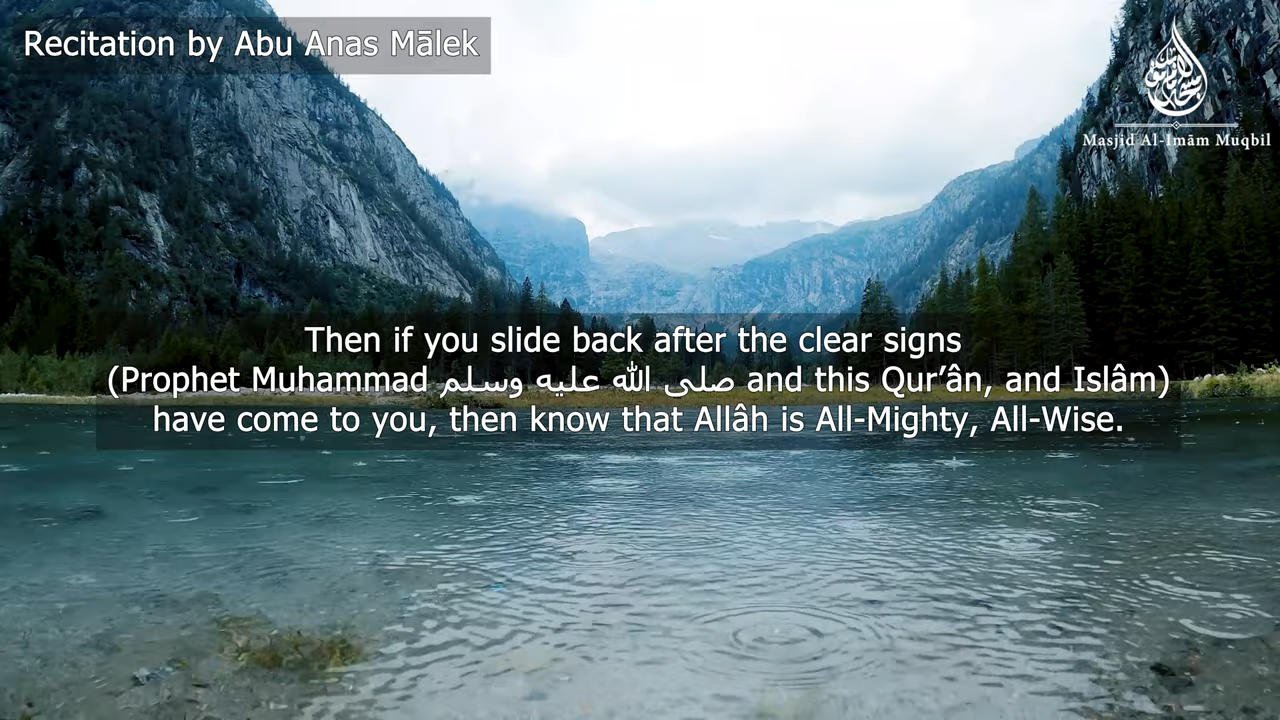 Recitation by Abu Anas Mālek
Masjid Al-Imām Muqbil
Then if you slide back after the clear signs
(Prophet Muhammad صلى الله عليه وسلم and this Qur’ân, and Islâm)
have come to you, then know that Allâh is All-Mighty, All-Wise.